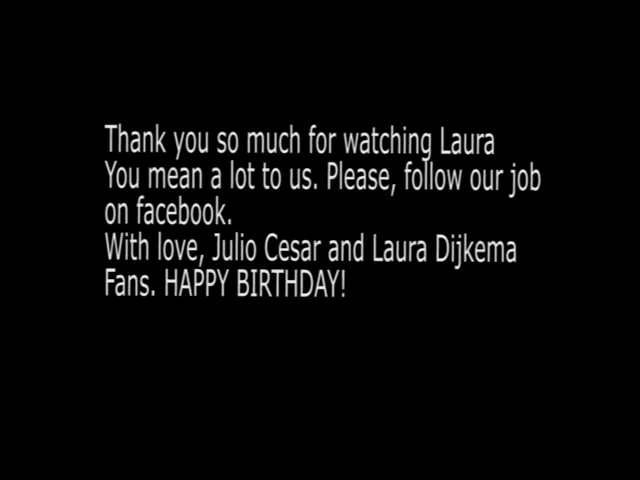 Thank you so much for watching Laura
You mean a lot to us. Please, follow our job
on facebook.
With love, Julio Cesar and Laura Dijkema
Fans. HAPPY BIRTHDAY!